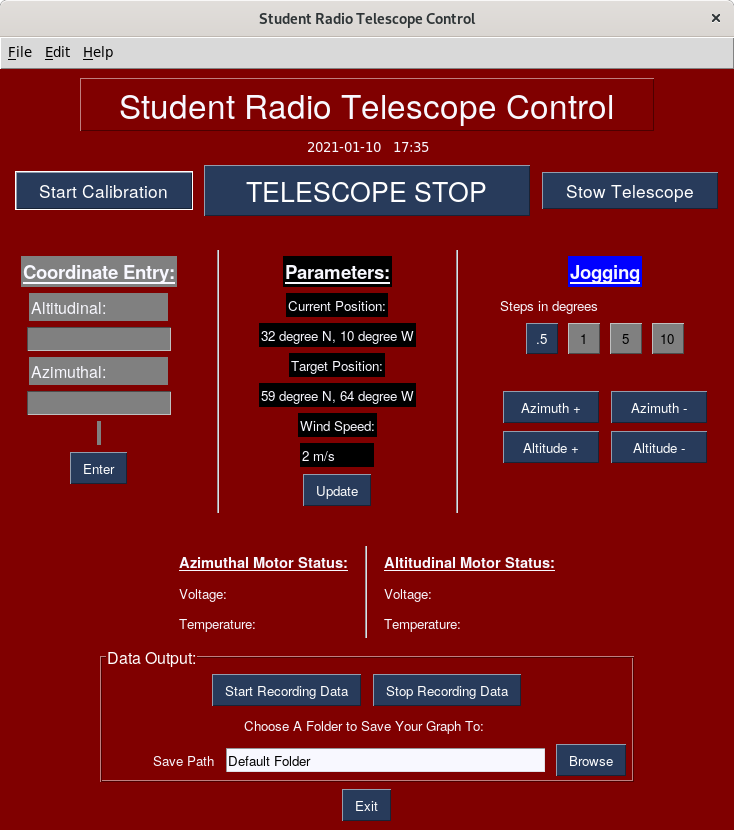 Student Radio Telescope Control ×
File Edit Help
Student Radio Telescope Control
2021-01-10 17:35
Start Calibration TELESCOPE STOP Stow Telescope
Coordinate Entry:
Altitudinal:
Azimuthal:
Enter
Parameters:
Current Position:
32 degree N, 10 degree W
Target Position:
59 degree N, 64 degree W
Wind Speed:
2 m/s
Update
Jogging
Steps in degrees
.5 1 5 10
Azimuth + Azimuth -
Altitude + Altitude -
Azimuthal Motor Status:
Voltage:
Temperature:
Altitudinal Motor Status:
Voltage:
Temperature:
Data Output:
Start Recording Data Stop Recording Data
Choose A Folder to Save Your Graph To:
Save Path Default Folder Browse
Exit